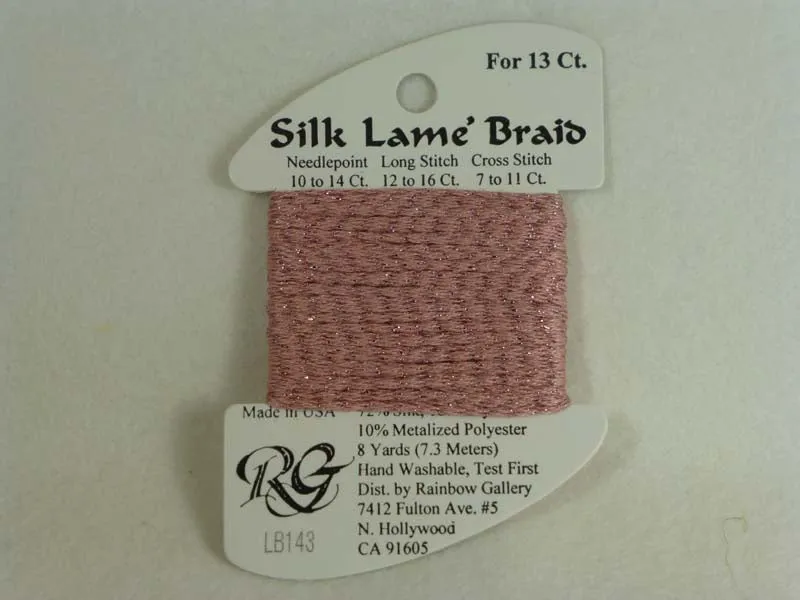 For 13 Ct.
Silk Lame' Braid
Needlepoint Long Stitch Cross Stitch
10 to 14 Ct. 12 to 16 Ct. 7 to 11 Ct.
Made in USA 72% Silk,
10% Metalized Polyester
8 Yards (7.3 Meters)
Hand Washable, Test First
Dist. by Rainbow Gallery
7412 Fulton Ave. #5
N. Hollywood
CA 91605
RG
LB143